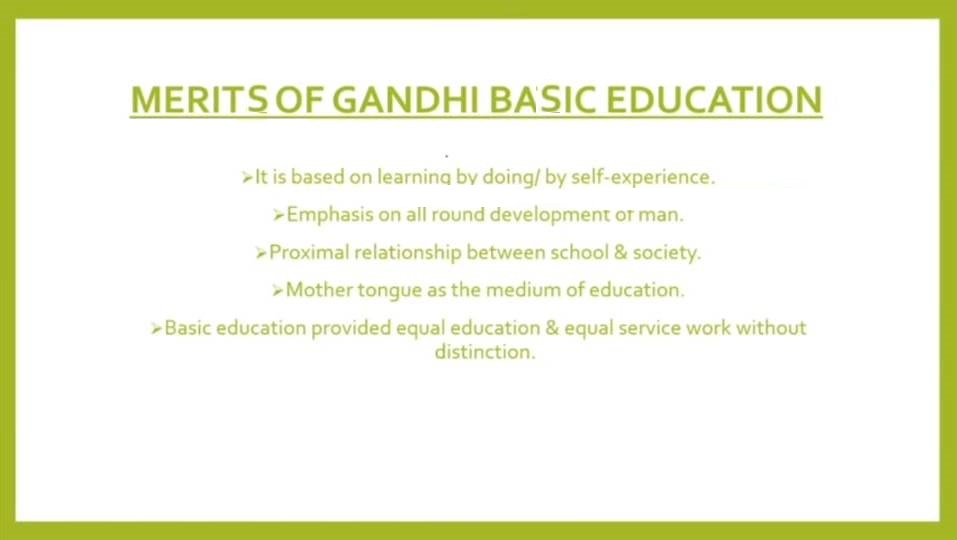 MERITS OF GANDHI BASIC EDUCATION
➢It is based on learning by doing/ by self-experience.
➢Emphasis on all round development of man.
➢Proximal relationship between school & society.
➢Mother tongue as the medium of education.
➢Basic education provided equal education & equal service work without
distinction.